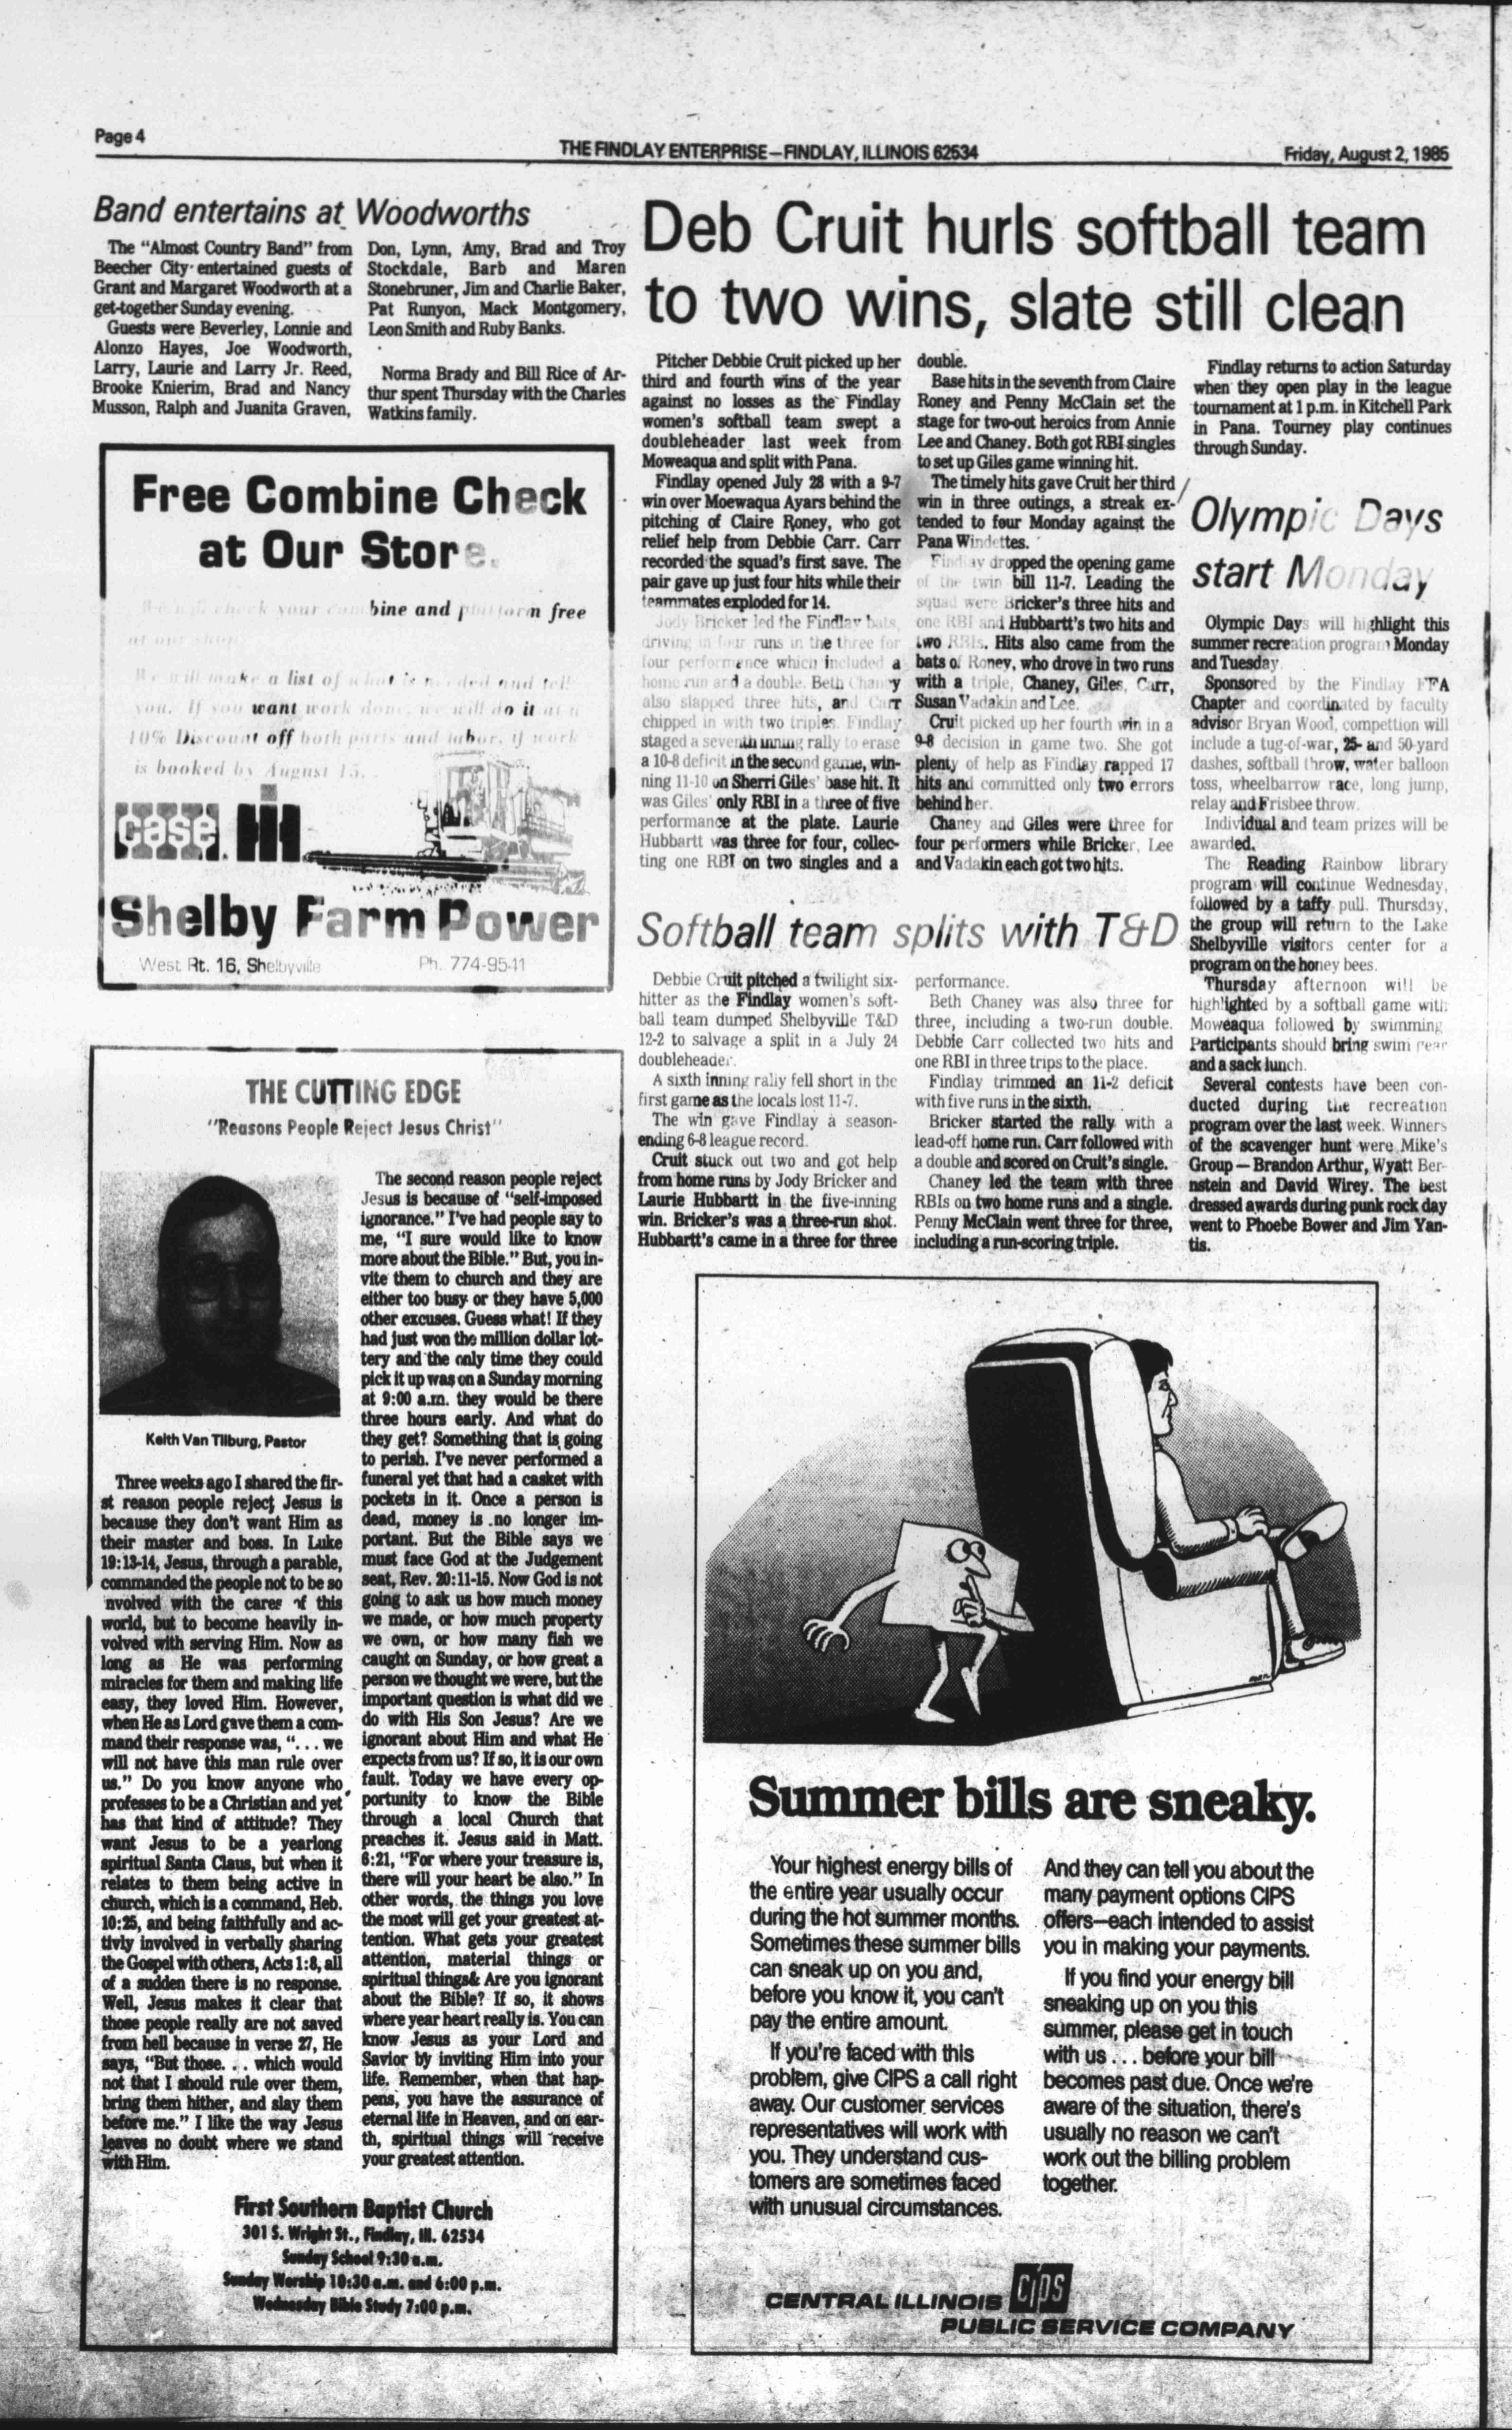 Page 4
THE FINDLAY ENTERPRISE—FINDLAY, ILLINOIS 62534
Friday, August 2, 1985
Band entertains at Woodworths
The "Almost Country Band" from
Beecher City entertained guests of
Grant and Margaret Woodworth at a
get-together Sunday evening.
Guests were Beverley, Lonnie and
Alonzo Hayes, Joe Woodworth,
Larry, Laurie and Larry Jr. Reed,
Brooke Knierim, Brad and Nancy
Musson, Ralph and Juanita Graven,
Don, Lynn, Amy, Brad and Troy
Stockdale, Barb and Maren
Stonebruner, Jim and Charlie Baker,
Pat Runyon, Mack Montgomery,
Leon Smith and Ruby Banks.
Norma Brady and Bill Rice of Ar-
thur spent Thursday with the Charles
Watkins family.
Free Combine Check
at Our Store.
We will check your combine and platform free
at our shop.
We will make a list of what is needed and tell
you. If you want work done, we will do it at a
10% Discount off both parts and labor, if work
is booked by August 15.
case IH
Shelby Farm Power
West Rt. 16, Shelbyville
Ph. 774-9511
THE CUTTING EDGE
"Reasons People Reject Jesus Christ"
Keith Van Tilburg, Pastor
Three weeks ago I shared the fir-
st reason people reject Jesus is
because they don't want Him as
their master and boss. In Luke
19:13-14, Jesus, through a parable,
commanded the people not to be so
nvolved with the cares of this
world, but to become heavily in-
volved with serving Him. Now as
long as He was performing
miracles for them and making life
easy, they loved Him. However,
when He as Lord gave them a com-
mand their response was, ". . . we
will not have this man rule over
us." Do you know anyone who
professes to be a Christian and yet
has that kind of attitude? They
want Jesus to be a yearlong
spiritual Santa Claus, but when it
relates to them being active in
church, which is a command, Heb.
10:25, and being faithfully and ac-
tivly involved in verbally sharing
the Gospel with others, Acts 1:8, all
of a sudden there is no response.
Well, Jesus makes it clear that
those people really are not saved
from hell because in verse 27, He
says, "But those. . . which would
not that I should rule over them,
bring them hither, and slay them
before me." I like the way Jesus
leaves no doubt where we stand
with Him.
The second reason people reject
Jesus is because of "self-imposed
ignorance." I've had people say to
me, "I sure would like to know
more about the Bible." But, you in-
vite them to church and they are
either too busy or they have 5,000
other excuses. Guess what! If they
had just won the million dollar lot-
tery and the only time they could
pick it up was on a Sunday morning
at 9:00 a.m. they would be there
three hours early. And what do
they get? Something that is going
to perish. I've never performed a
funeral yet that had a casket with
pockets in it. Once a person is
dead, money is no longer im-
portant. But the Bible says we
must face God at the Judgement
seat, Rev. 20:11-15. Now God is not
going to ask us how much money
we made, or how much property
we own, or how many fish we
caught on Sunday, or how great a
person we thought we were, but the
important question is what did we
do with His Son Jesus? Are we
ignorant about Him and what He
expects from us? If so, it is our own
fault. Today we have every op-
portunity to know the Bible
through a local Church that
preaches it. Jesus said in Matt.
6:21, "For where your treasure is,
there will your heart be also." In
other words, the things you love
the most will get your greatest at-
tention. What gets your greatest
attention, material things or
spiritual things& Are you ignorant
about the Bible? If so, it shows
where year heart really is. You can
know Jesus as your Lord and
Savior by inviting Him into your
life. Remember, when that hap-
pens, you have the assurance of
eternal life in Heaven, and on ear-
th, spiritual things will receive
your greatest attention.
First Southern Baptist Church
301 S. Wright St., Findlay, Ill. 62534
Sunday School 9:30 a.m.
Sunday Worship 10:30 a.m. and 6:00 p.m.
Wednesday Bible Study 7:00 p.m.
Deb Cruit hurls softball team
to two wins, slate still clean
Pitcher Debbie Cruit picked up her
third and fourth wins of the year
against no losses as the Findlay
women's softball team swept a
doubleheader last week from
Moweaqua and split with Pana.
Findlay opened July 28 with a 9-7
win over Moewaqua Ayars behind the
pitching of Claire Roney, who got
relief help from Debbie Carr. Carr
recorded the squad's first save. The
pair gave up just four hits while their
teammates exploded for 14.
Jody Bricker led the Findlay bats,
driving in four runs in the three for
four performence which included a
home run and a double. Beth Chaney
also slapped three hits, and Carr
chipped in with two triples. Findlay
staged a seventh inning rally to erase
a 10-8 deficit in the second game, win-
ning 11-10 on Sherri Giles' base hit. It
was Giles' only RBI in a three of five
performance at the plate. Laurie
Hubbartt was three for four, collec-
ting one RBI on two singles and a
double.
Base hits in the seventh from Claire
Roney and Penny McClain set the
stage for two-out heroics from Annie
Lee and Chaney. Both got RBI singles
to set up Giles game winning hit.
The timely hits gave Cruit her third
win in three outings, a streak ex-
tended to four Monday against the
Pana Windettes.
Findlay dropped the opening game
of the twin bill 11-7. Leading the
squad were Bricker's three hits and
one RBI and Hubbartt's two hits and
two RBIs. Hits also came from the
bats of Roney, who drove in two runs
with a triple, Chaney, Giles, Carr,
Susan Vadakin and Lee.
Cruit picked up her fourth win in a
9-8 decision in game two. She got
plenty of help as Findlay rapped 17
hits and committed only two errors
behind her.
Chaney and Giles were three for
four performers while Bricker, Lee
and Vadakin each got two hits.
Findlay returns to action Saturday
when they open play in the league
tournament at 1 p.m. in Kitchell Park
in Pana. Tourney play continues
through Sunday.
Softball team splits with T&D
Debbie Cruit pitched a twilight six-
hitter as the Findlay women's soft-
ball team dumped Shelbyville T&D
12-2 to salvage a split in a July 24
doubleheader.
A sixth inning rally fell short in the
first game as the locals lost 11-7.
The win gave Findlay a season-
ending 6-8 league record.
Cruit stuck out two and got help
from home runs by Jody Bricker and
Laurie Hubbartt in the five-inning
win. Bricker's was a three-run shot.
Hubbartt's came in a three for three
performance.
Beth Chaney was also three for
three, including a two-run double.
Debbie Carr collected two hits and
one RBI in three trips to the place.
Findlay trimmed an 11-2 deficit
with five runs in the sixth.
Bricker started the rally with a
lead-off home run. Carr followed with
a double and scored on Cruit's single.
Chaney led the team with three
RBIs on two home runs and a single.
Penny McClain went three for three,
including a run-scoring triple.
Olympic Days
start Monday
Olympic Days will highlight this
summer recreation program Monday
and Tuesday.
Sponsored by the Findlay FFA
Chapter and coordinated by faculty
advisor Bryan Wood, compettion will
include a tug-of-war, 25- and 50-yard
dashes, softball throw, water balloon
toss, wheelbarrow race, long jump,
relay and Frisbee throw.
Individual and team prizes will be
awarded.
The Reading Rainbow library
program will continue Wednesday,
followed by a taffy pull. Thursday,
the group will return to the Lake
Shelbyville visitors center for a
program on the honey bees.
Thursday afternoon will be
highlighted by a softball game with
Moweaqua followed by swimming
Participants should bring swim gear
and a sack lunch.
Several contests have been con-
ducted during the recreation
program over the last week. Winners
of the scavenger hunt were Mike's
Group — Brandon Arthur, Wyatt Ber-
nstein and David Wirey. The best
dressed awards during punk rock day
went to Phoebe Bower and Jim Yan-
tis.
Summer bills are sneaky.
Your highest energy bills of
the entire year usually occur
during the hot summer months.
Sometimes these summer bills
can sneak up on you and,
before you know it, you can't
pay the entire amount.
If you're faced with this
problem, give CIPS a call right
away. Our customer services
representatives will work with
you. They understand cus-
tomers are sometimes faced
with unusual circumstances.
And they can tell you about the
many payment options CIPS
offers—each intended to assist
you in making your payments.
If you find your energy bill
sneaking up on you this
summer, please get in touch
with us . . . before your bill
becomes past due. Once we're
aware of the situation, there's
usually no reason we can't
work out the billing problem
together.
CENTRAL ILLINOIS CIPS
PUBLIC SERVICE COMPANY